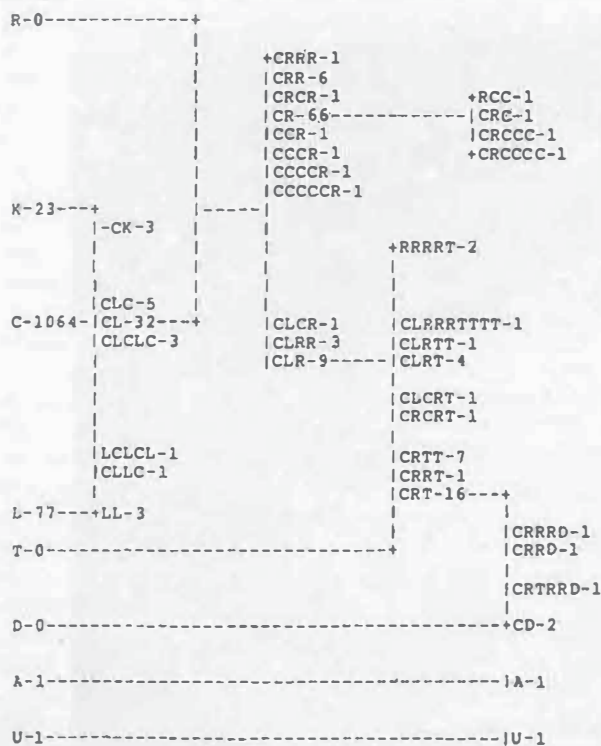 R-0
+CRRR-1
|CRR-6
|CRCR-1
|CR-66
|CCR-1
|CCCR-1
|CCCCR-1
|CCCCCR-1
+RCC-1
|CRC-1
|CRCCC-1
+CRCCCC-1
K-23---+
-CK-3
+RRRRT-2
CLC-5
C-1064-|CL-32---+
|CLCLC-3
|CLCR-1
|CLRR-3
|CLR-9
|CLRRRTTTT-1
|CLRTT-1
|CLRT-4
|CLCRT-1
|CRCRT-1
|LCLCL-1
|CLLC-1
|CRTT-7
|CRRT-1
|CRT-16---+
L-77---+LL-3
T-0
|CRRRD-1
|CRRD-1
|CRTRRD-1
D-0
+CD-2
A-1
|A-1
U-1
|U-1